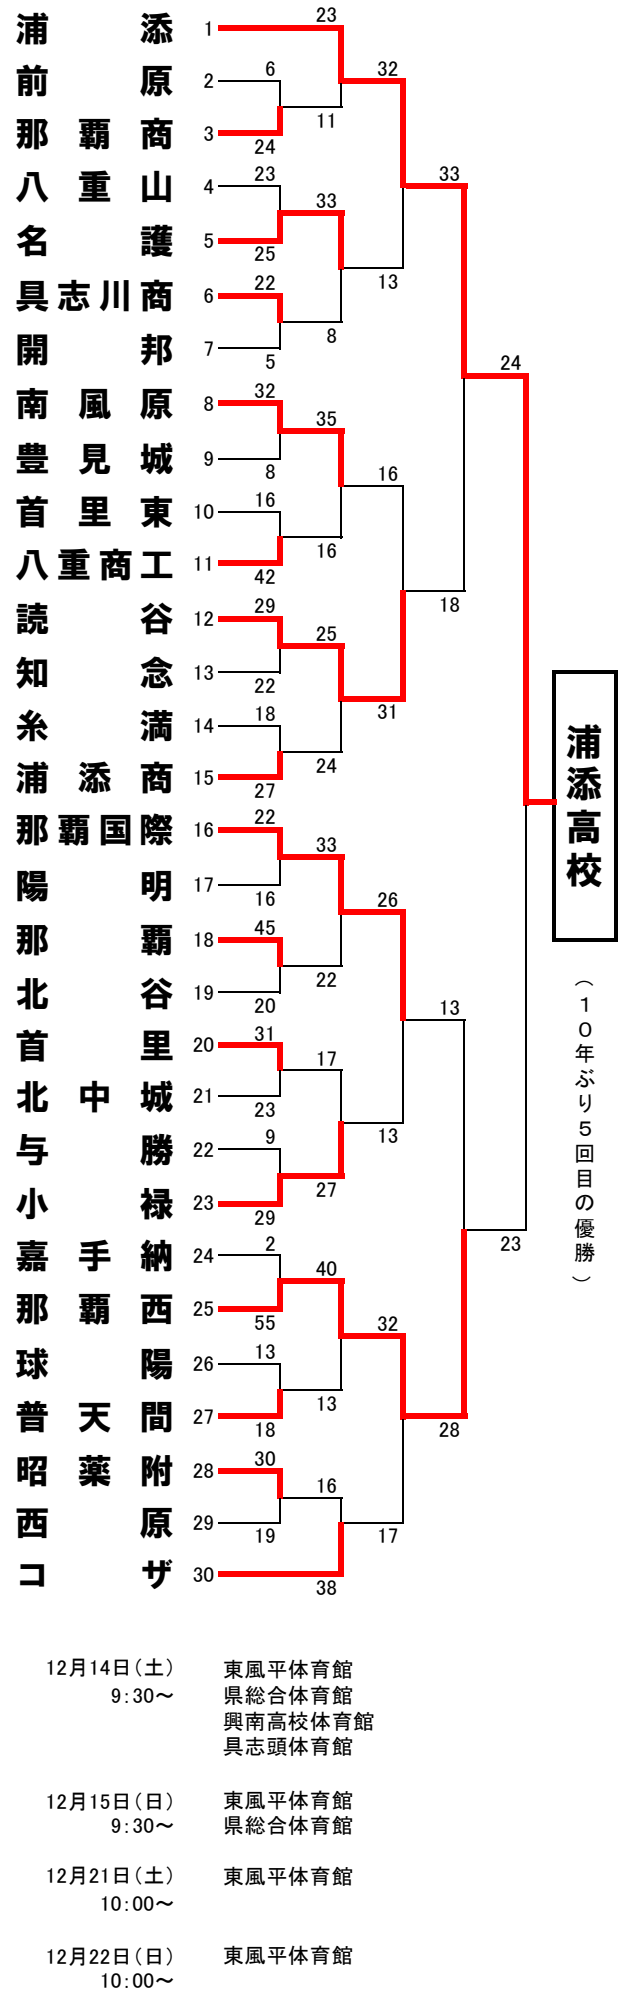 浦添 1
前原 2
那覇商 3
八重山 4
名護 5
具志川商 6
開邦 7
南風原 8
豊見城 9
首里東 10
八重商工 11
読谷 12
知念 13
糸満 14
浦添商 15
那覇国際 16
陽明 17
那覇 18
北谷 19
首里 20
北中城 21
与勝 22
小禄 23
嘉手納 24
那覇西 25
球陽 26
普天間 27
昭薬附 28
西原 29
コザ 30
23
6
24
11
23
25
33
22
5
8
32
13
32
8
35
16
42
16
16
29
22
25
18
27
24
31
33
18
22
16
33
45
20
22
26
31
23
17
9
29
27
13
2
55
40
13
18
13
32
30
19
16
38
17
13
28
24
23
浦添高校
（10年ぶり5回目の優勝）
12月14日(土) 東風平体育館
9:30～ 県総合体育館
興南高校体育館
具志頭体育館
12月15日(日) 東風平体育館
9:30～ 県総合体育館
12月21日(土) 東風平体育館
10:00～
12月22日(日) 東風平体育館
10:00～